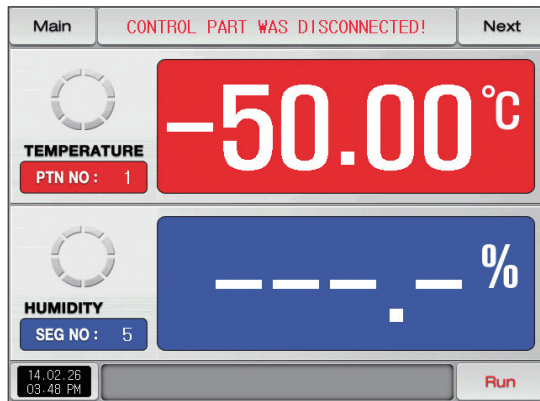 Main
CONTROL PART WAS DISCONNECTED!
Next
-50.00 °C
TEMPERATURE
PTN NO : 1
---.- %
HUMIDITY
SEG NO : 5
14.02.26
03.48 PM
Run